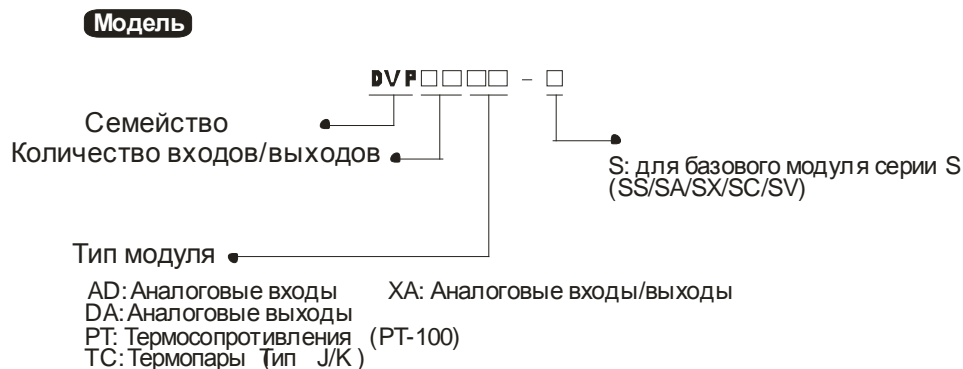 Модель
DVP□□□□ - □
Семейство
Количество входов/выходов
S: для базового модуля серии S
(SS/SA/SX/SC/SV)
Тип модуля
AD: Аналоговые входы XA: Аналоговые входы/выходы
DA: Аналоговые выходы
PT: Термосопротивления (PT-100)
TC: Термопары (Тип J/K)